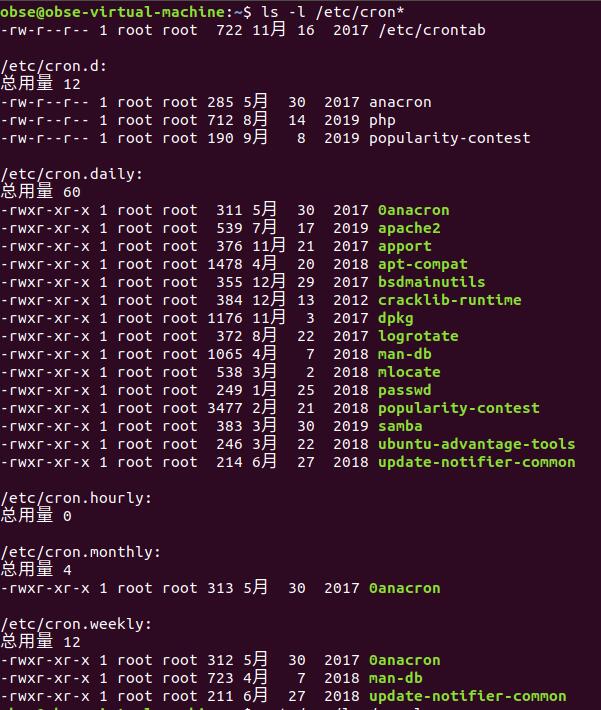 obse@obse-virtual-machine:~$ ls -l /etc/cron*
-rw-r--r-- 1 root root  722 11月 16  2017 /etc/crontab

/etc/cron.d:
总用量 12
-rw-r--r-- 1 root root 285 5月  30  2017 anacron
-rw-r--r-- 1 root root 712 8月  14  2019 php
-rw-r--r-- 1 root root 190 9月   8  2019 popularity-contest

/etc/cron.daily:
总用量 60
-rwxr-xr-x 1 root root  311 5月  30  2017 0anacron
-rwxr-xr-x 1 root root  539 7月  17  2019 apache2
-rwxr-xr-x 1 root root  376 11月 21  2017 apport
-rwxr-xr-x 1 root root 1478 4月  20  2018 apt-compat
-rwxr-xr-x 1 root root  355 12月 29  2017 bsdmainutils
-rwxr-xr-x 1 root root  384 12月 13  2012 cracklib-runtime
-rwxr-xr-x 1 root root 1176 11月  3  2017 dpkg
-rwxr-xr-x 1 root root  372 8月  22  2017 logrotate
-rwxr-xr-x 1 root root 1065 4月   7  2018 man-db
-rwxr-xr-x 1 root root  538 3月   2  2018 mlocate
-rwxr-xr-x 1 root root  249 1月  25  2018 passwd
-rwxr-xr-x 1 root root 3477 2月  21  2018 popularity-contest
-rwxr-xr-x 1 root root  383 3月  30  2019 samba
-rwxr-xr-x 1 root root  246 3月  22  2018 ubuntu-advantage-tools
-rwxr-xr-x 1 root root  214 6月  27  2018 update-notifier-common

/etc/cron.hourly:
总用量 0

/etc/cron.monthly:
总用量 4
-rwxr-xr-x 1 root root 313 5月  30  2017 0anacron

/etc/cron.weekly:
总用量 12
-rwxr-xr-x 1 root root 312 5月  30  2017 0anacron
-rwxr-xr-x 1 root root 723 4月   7  2018 man-db
-rwxr-xr-x 1 root root 211 6月  27  2018 update-notifier-common